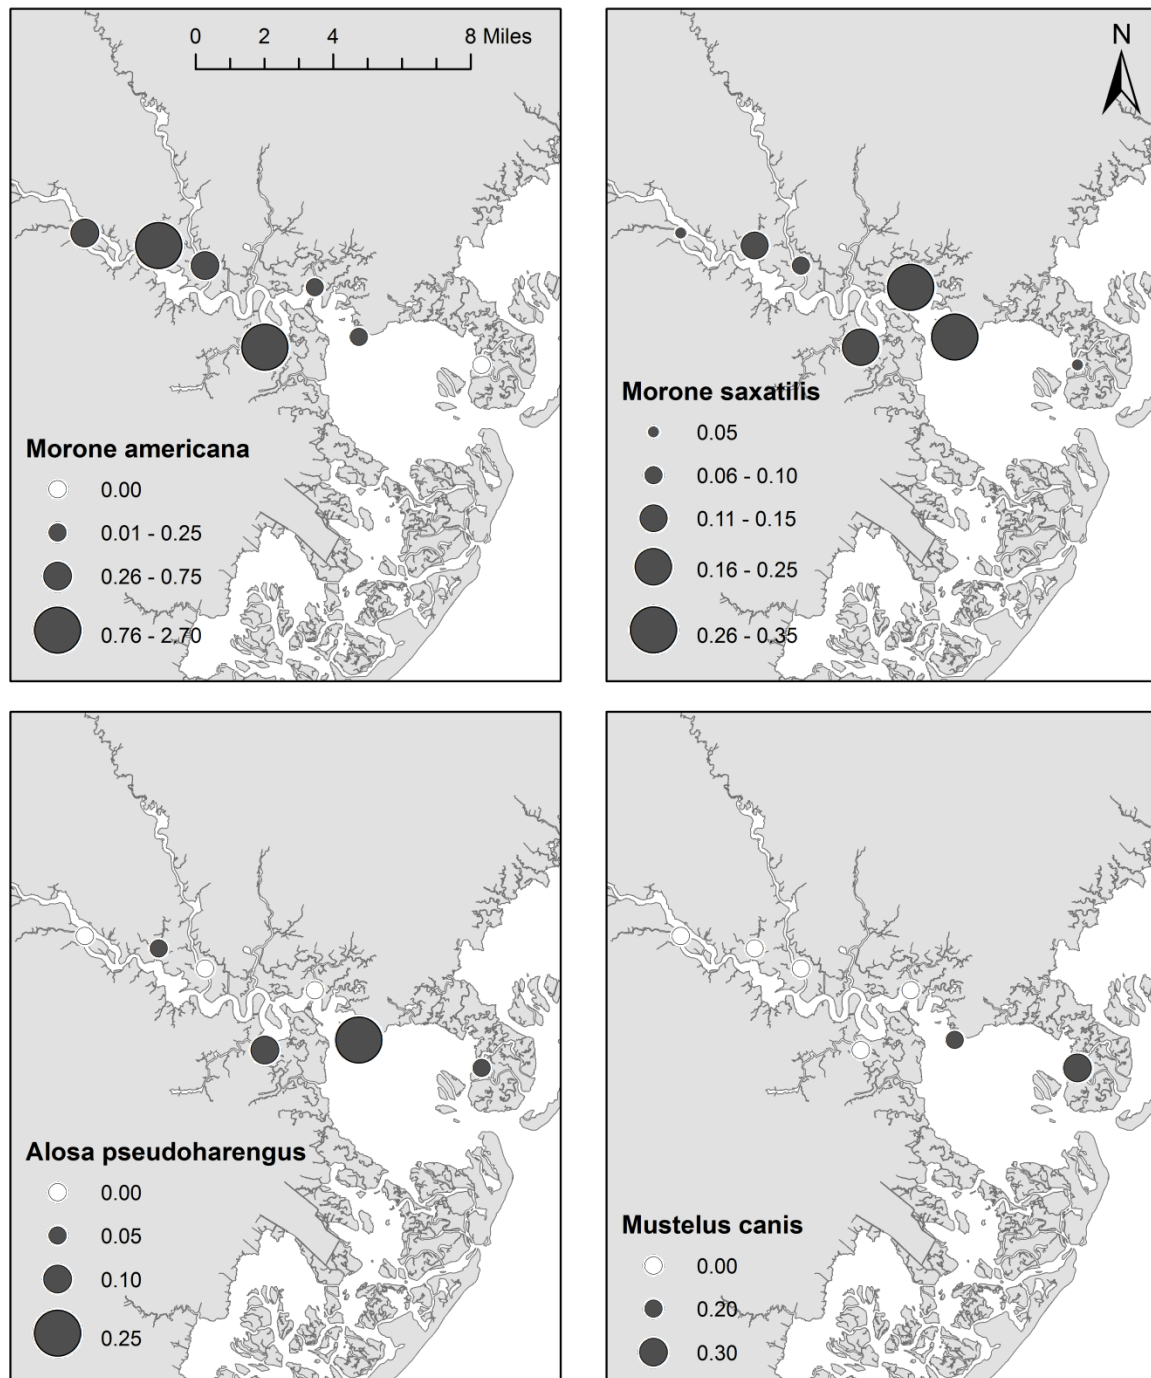 0 2 4 8 Miles
N
Morone americana
0.00
0.01 - 0.25
0.26 - 0.75
0.76 - 2.70
Morone saxatilis
0.05
0.06 - 0.10
0.11 - 0.15
0.16 - 0.25
0.26 - 0.35
Alosa pseudoharengus
0.00
0.05
0.10
0.25
Mustelus canis
0.00
0.20
0.30